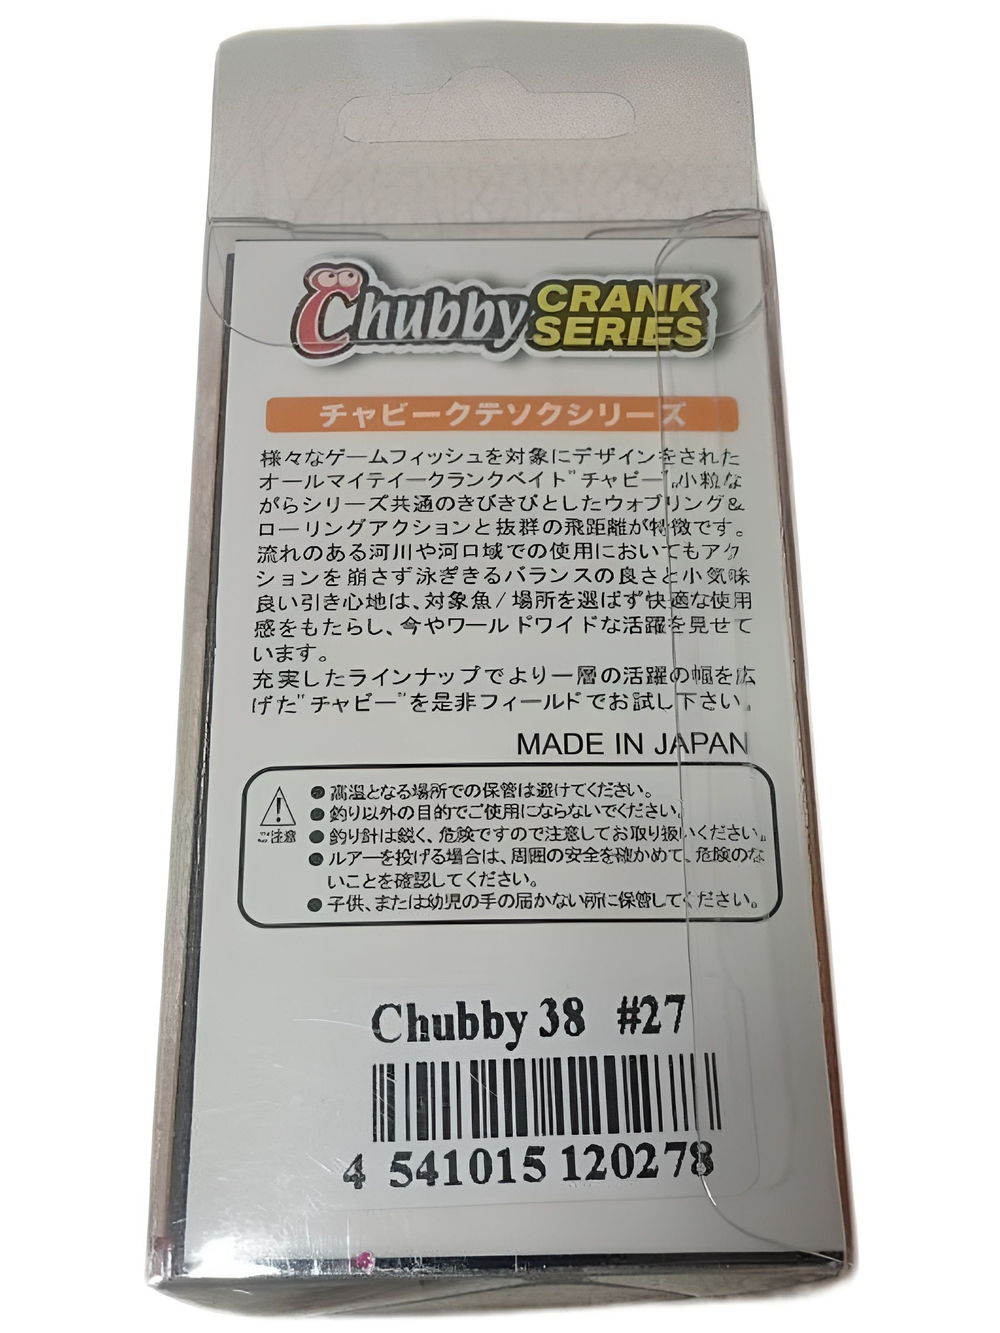 Chubby CRANK SERIES
チャビークテソクシリーズ
様々なゲームフィッシュを対象にデザインをされた
オールマイテイークランクベイト"チャビー"。小粒な
がらシリーズ共通のきびきびとしたウォブリング&
ローリングアクションと抜群の飛距離が特徴です。
流れのある河川や河口域での使用においてもアク
ションを崩さず泳ぎきるバランスの良さと小気味
良い引き心地は、対象魚/場所を選ばず快適な使用
感をもたらし、今やワールドワイドな活躍を見せて
います。
充実したラインナップでより一層の活躍の幅を広
げた"チャビー"を是非フィールドでお試し下さい。
MADE IN JAPAN
注意
●高温となる場所での保管は避けてください。
●釣り以外の目的でご使用にならないでください。
●釣り針は鋭く、危険ですので注意してお取り扱いください。
●ルアーを投げる場合は、周囲の安全を確かめて、危険のな
いことを確認してください。
●子供、または幼児の手の届かない所に保管してください。
Chubby 38 #27
4 541015 120278